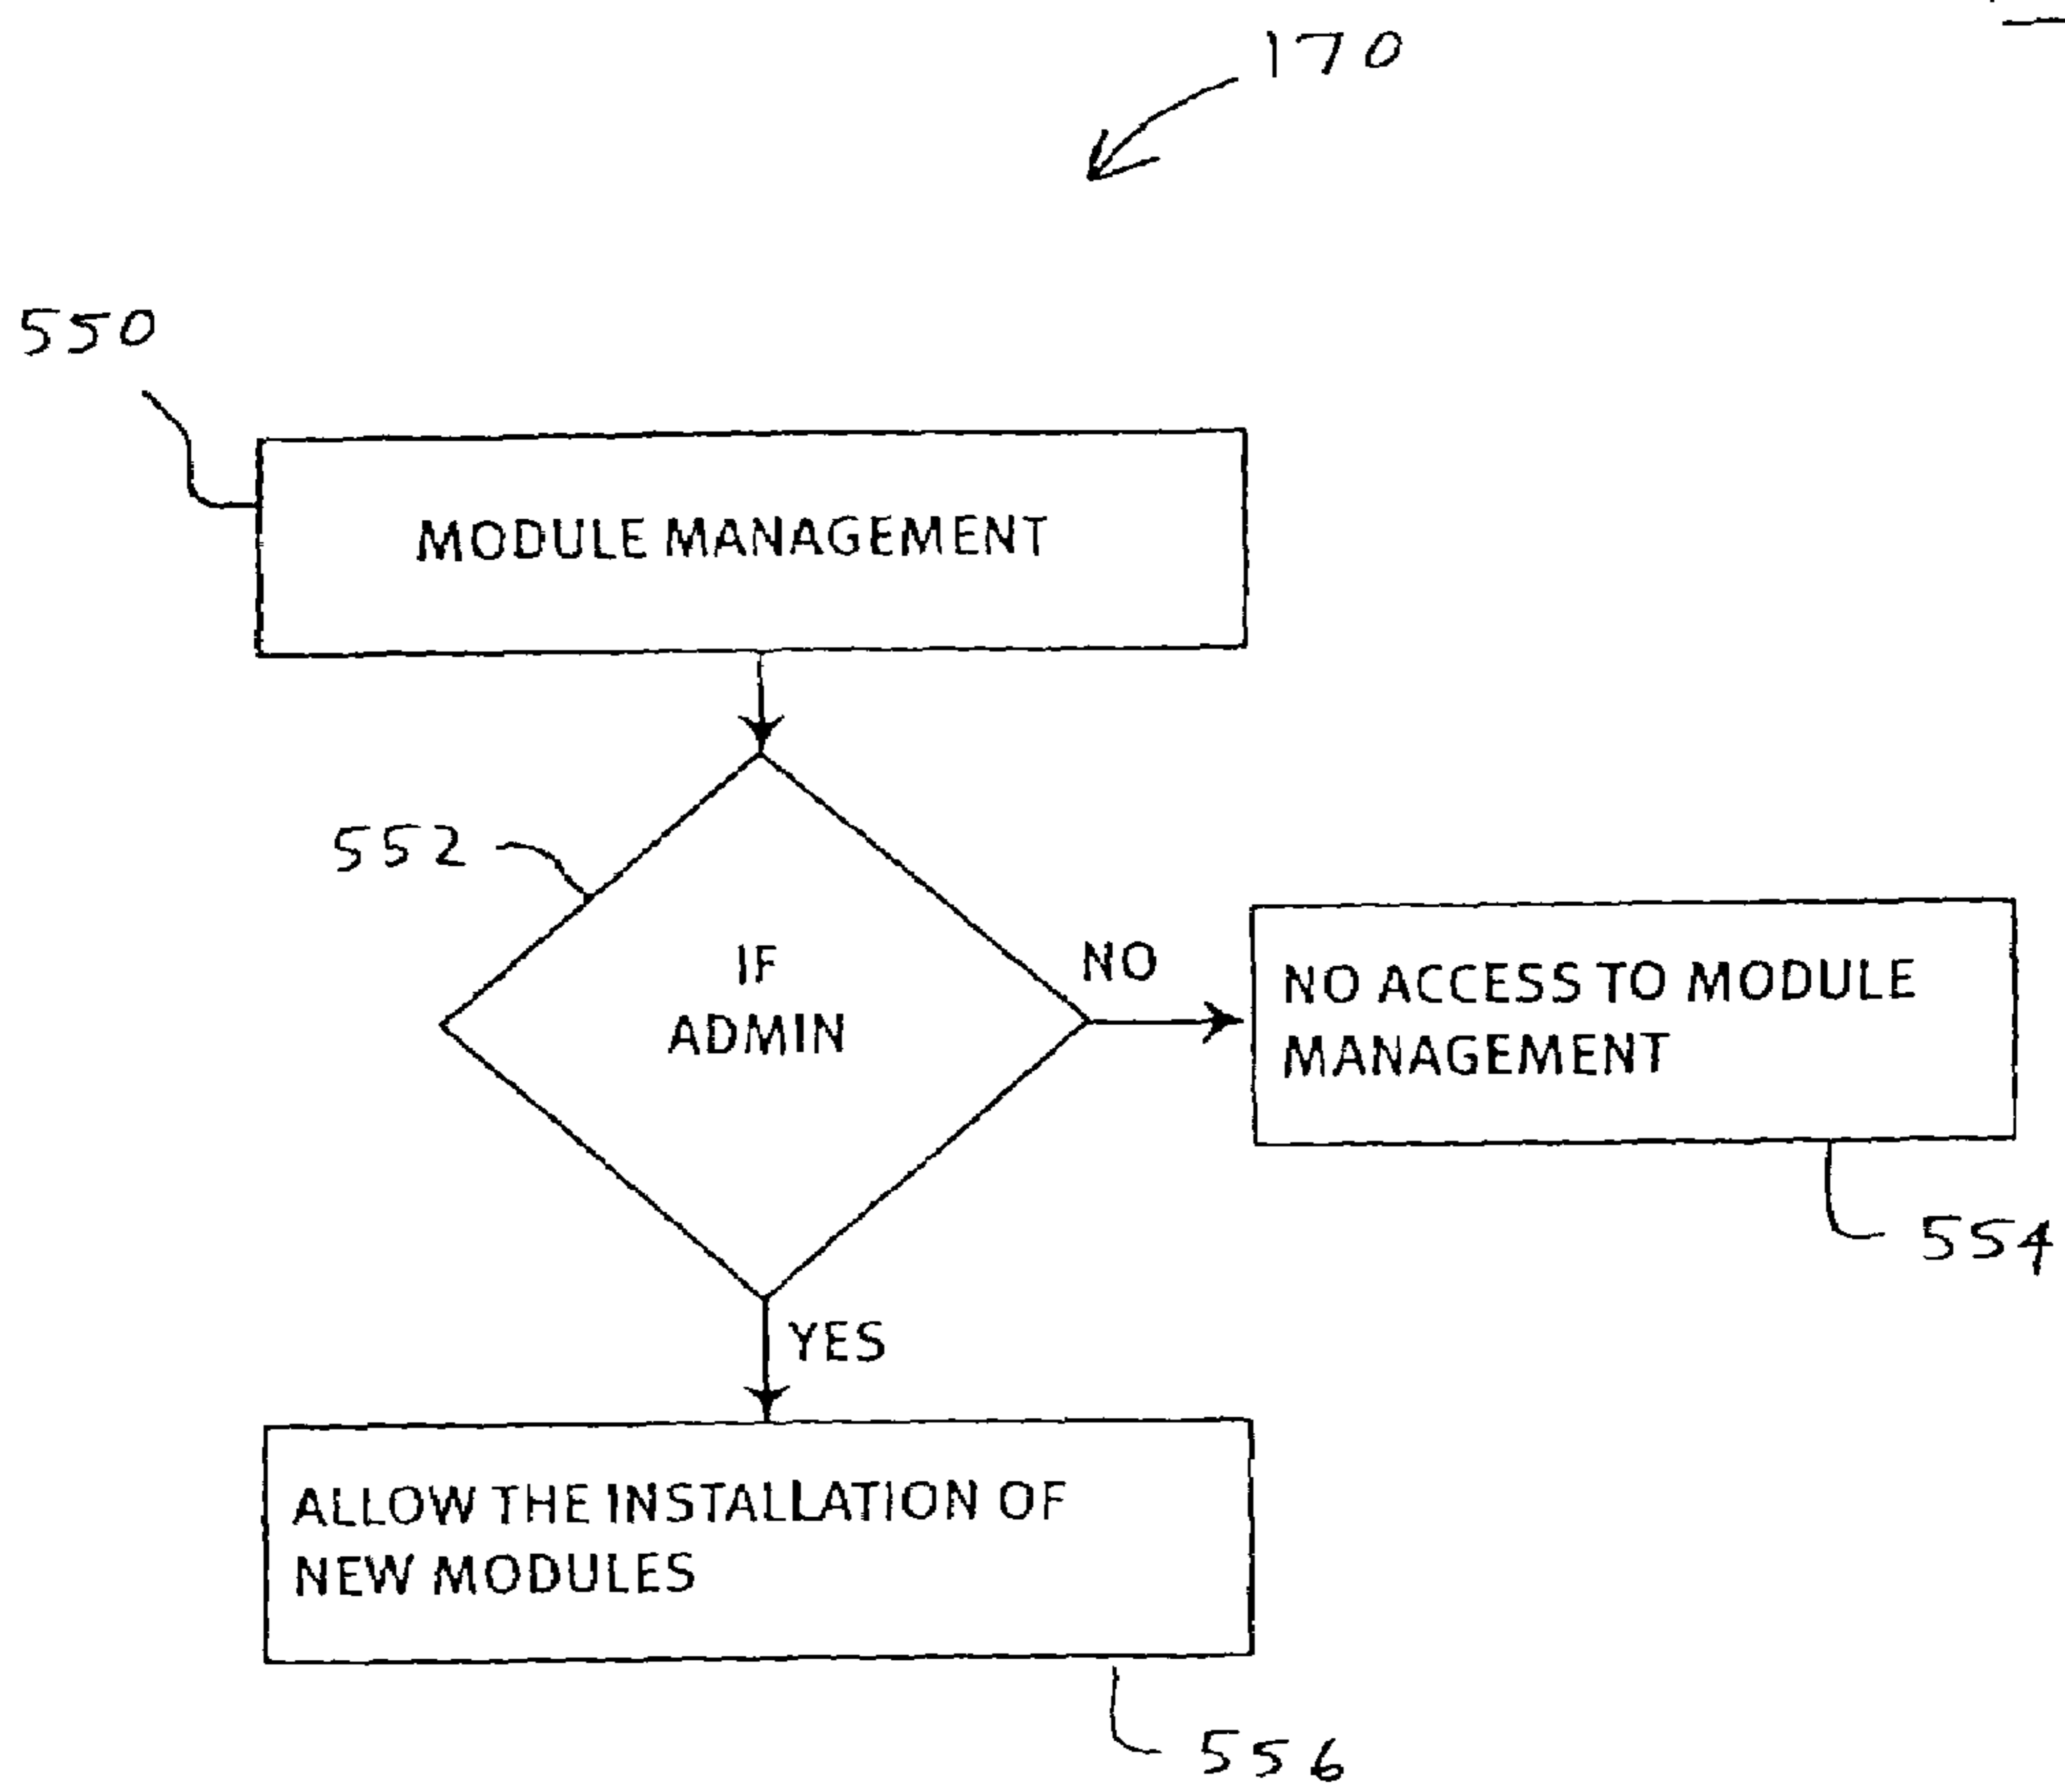 170
550
MODULE MANAGEMENT
552
IF
ADMIN
NO
NO ACCESS TO MODULE
MANAGEMENT
554
YES
ALLOW THE INSTALLATION OF
NEW MODULES
556